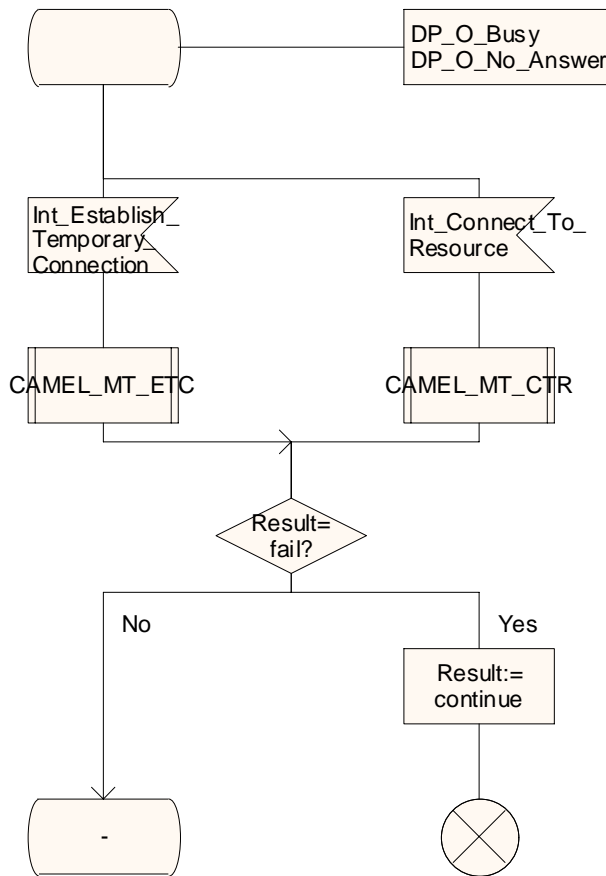 DP_O_Busy
DP_O_No_Answer
Int_Establish_
Temporary_
Connection
Int_Connect_To_
Resource
CAMEL_MT_ETC
CAMEL_MT_CTR
Result=
fail?
No
Yes
Result:=
continue
-